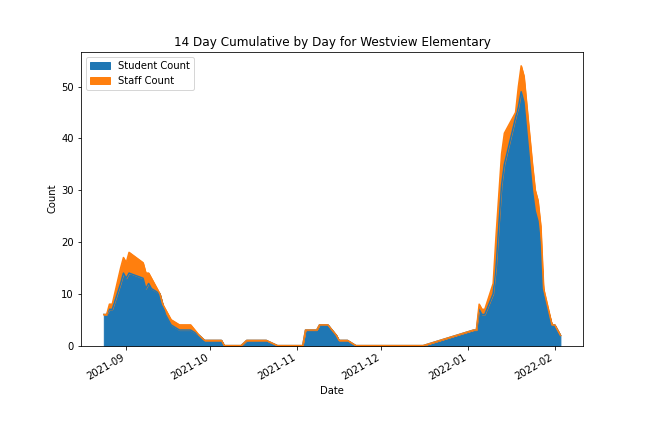 14 Day Cumulative by Day for Westview Elementary
Student Count
Staff Count
50
40
30
20
10
0
Count
2021-09
2021-10
2021-11
2021-12
2022-01
2022-02
Date